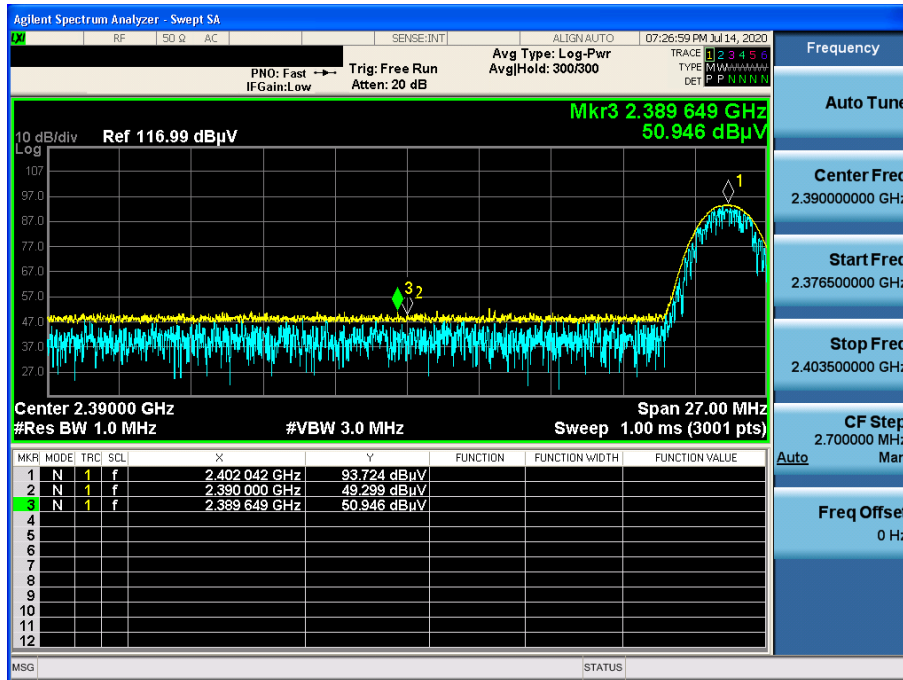 Agilent Spectrum Analyzer - Swept SA
LXI RF 50 Ω AC SENSE:INT ALIGN AUTO 07:26:59 PM Jul 14, 2020
PNO: Fast Trig: Free Run Avg Type: Log-Pwr TRACE 1 2 3 4 5 6
IFGain:Low Atten: 20 dB Avg|Hold: 300/300 TYPE M W W W W W
DET P P N N N N
Frequency
Mkr3 2.389 649 GHz
50.946 dBµV
10 dB/div Ref 116.99 dBµV
Log
107
97.0
87.0
77.0
67.0
57.0
47.0
37.0
27.0
1
3 2
Center 2.39000 GHz Span 27.00 MHz
#Res BW 1.0 MHz #VBW 3.0 MHz Sweep 1.00 ms (3001 pts)
MKR MODE TRC SCL X Y FUNCTION FUNCTION WIDTH FUNCTION VALUE
1 N 1 f 2.402 042 GHz 93.724 dBµV
2 N 1 f 2.390 000 GHz 49.299 dBµV
3 N 1 f 2.389 649 GHz 50.946 dBµV
4
5
6
7
8
9
10
11
12
MSG STATUS
Auto Tune
Center Freq
2.390000000 GHz
Start Freq
2.376500000 GHz
Stop Freq
2.403500000 GHz
CF Step
2.700000 MHz
Auto Man
Freq Offset
0 Hz